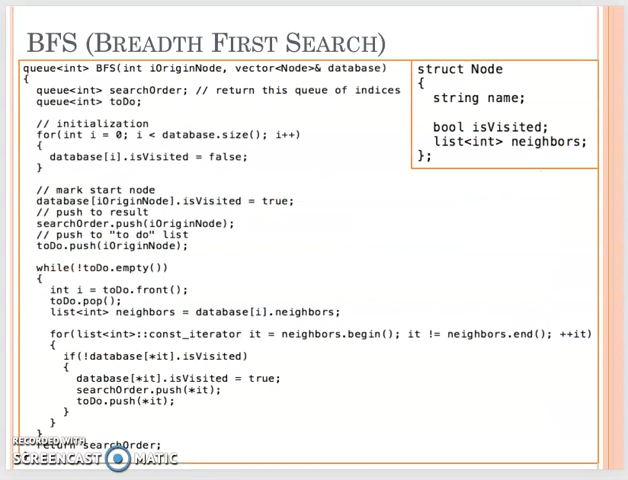 BFS (BREADTH FIRST SEARCH)
queue<int> BFS(int iOriginNode, vector<Node>& database)
{
queue<int> searchOrder; // return this queue of indices
queue<int> toDo;
// initialization
for(int i = 0; i < database.size(); i++)
{
database[i].isVisited = false;
}
// mark start node
database[iOriginNode].isVisited = true;
// push to result
searchOrder.push(iOriginNode);
// push to "to do" list
toDo.push(iOriginNode);
while(!toDo.empty())
{
int i = toDo.front();
toDo.pop();
list<int> neighbors = database[i].neighbors;
for(list<int>::const_iterator it = neighbors.begin(); it != neighbors.end(); ++it)
{
if(!database[*it].isVisited)
{
database[*it].isVisited = true;
searchOrder.push(*it);
toDo.push(*it);
}
}
}
return searchOrder;
struct Node
{
string name;
bool isVisited;
list<int> neighbors;
};
RECORDED WITH
SCREENCAST MATIC